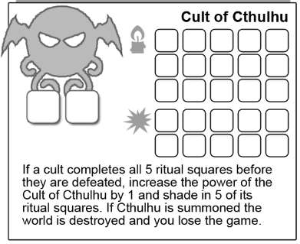 Cult of Cthulhu
If a cult completes all 5 ritual squares before
they are defeated, increase the power of the
Cult of Cthulhu by 1 and shade in 5 of its
ritual squares. If Cthulhu is summoned the
world is destroyed and you lose the game.